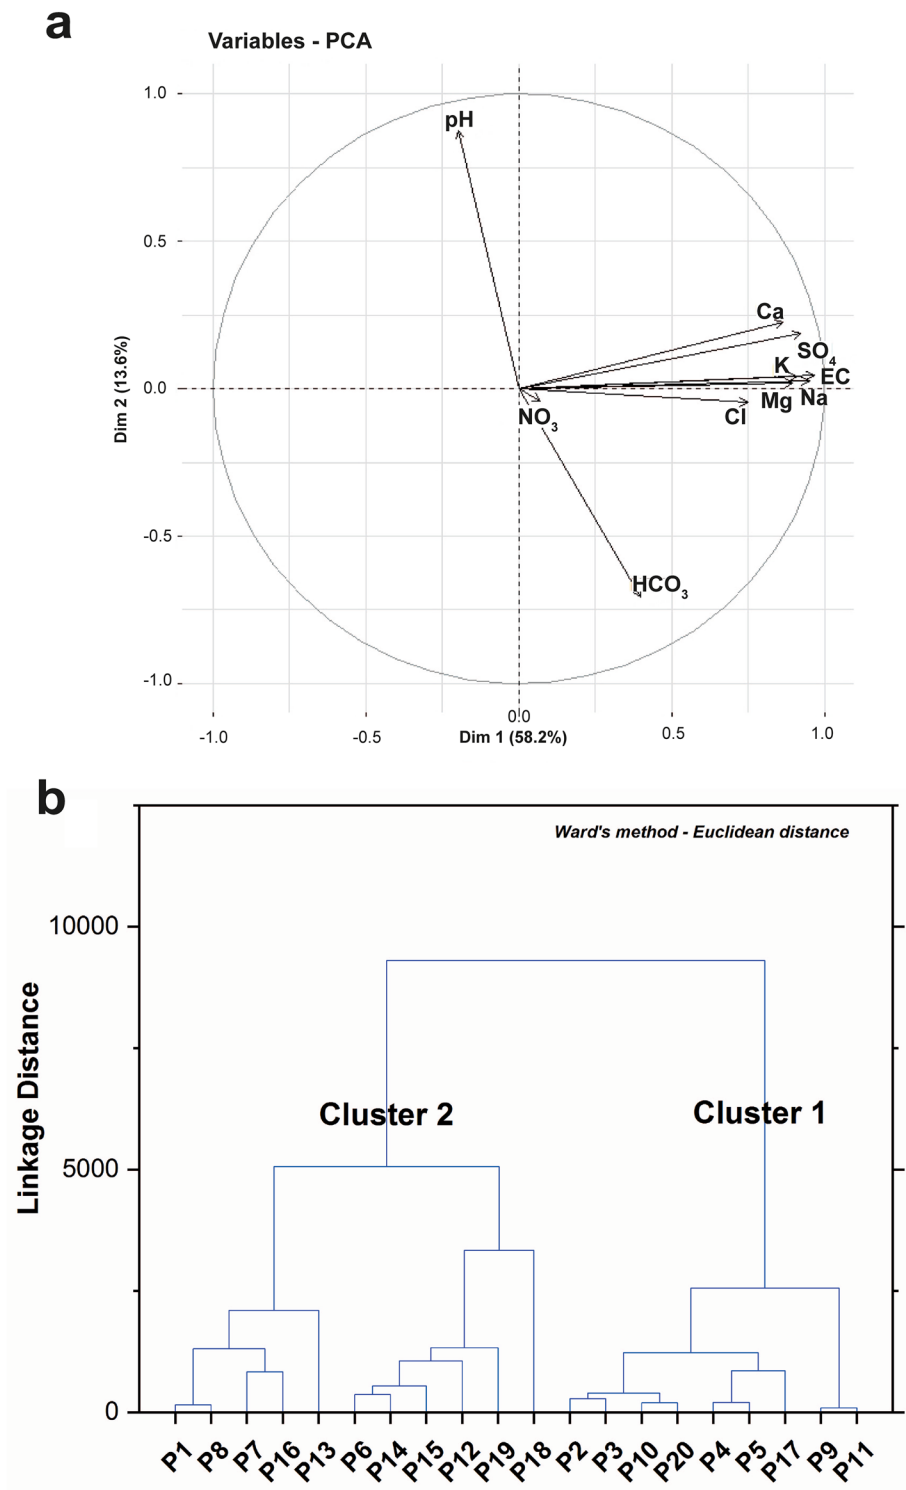 a
Variables - PCA
1.0
pH
0.5
Ca
SO4
K
EC
0.0
Mg
Na
Cl
NO3
Dim 2 (13.6%)
-0.5
HCO3
-1.0
-1.0
-0.5
0.0
0.5
1.0
Dim 1 (58.2%)
b
Ward's method - Euclidean distance
10000
Linkage Distance
Cluster 2
Cluster 1
5000
0
P1
P8
P7
P16
P13
P6
P14
P15
P12
P19
P18
P2
P3
P10
P20
P4
P5
P17
P9
P11